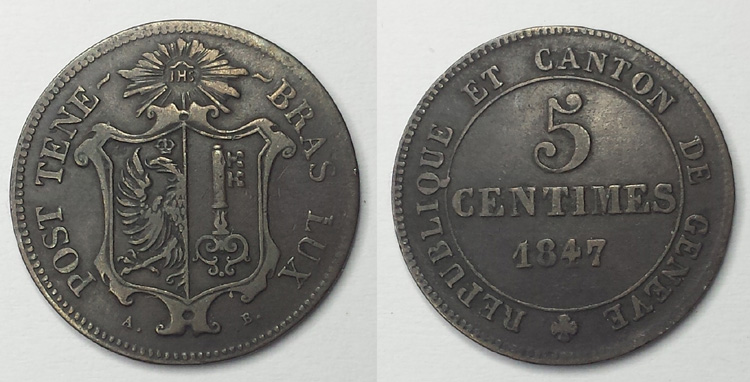 IHS
POST TENE~ ~BRAS LUX
A. B.
REPUBLIQUE ET CANTON DE GENEVE
5
CENTIMES
1847